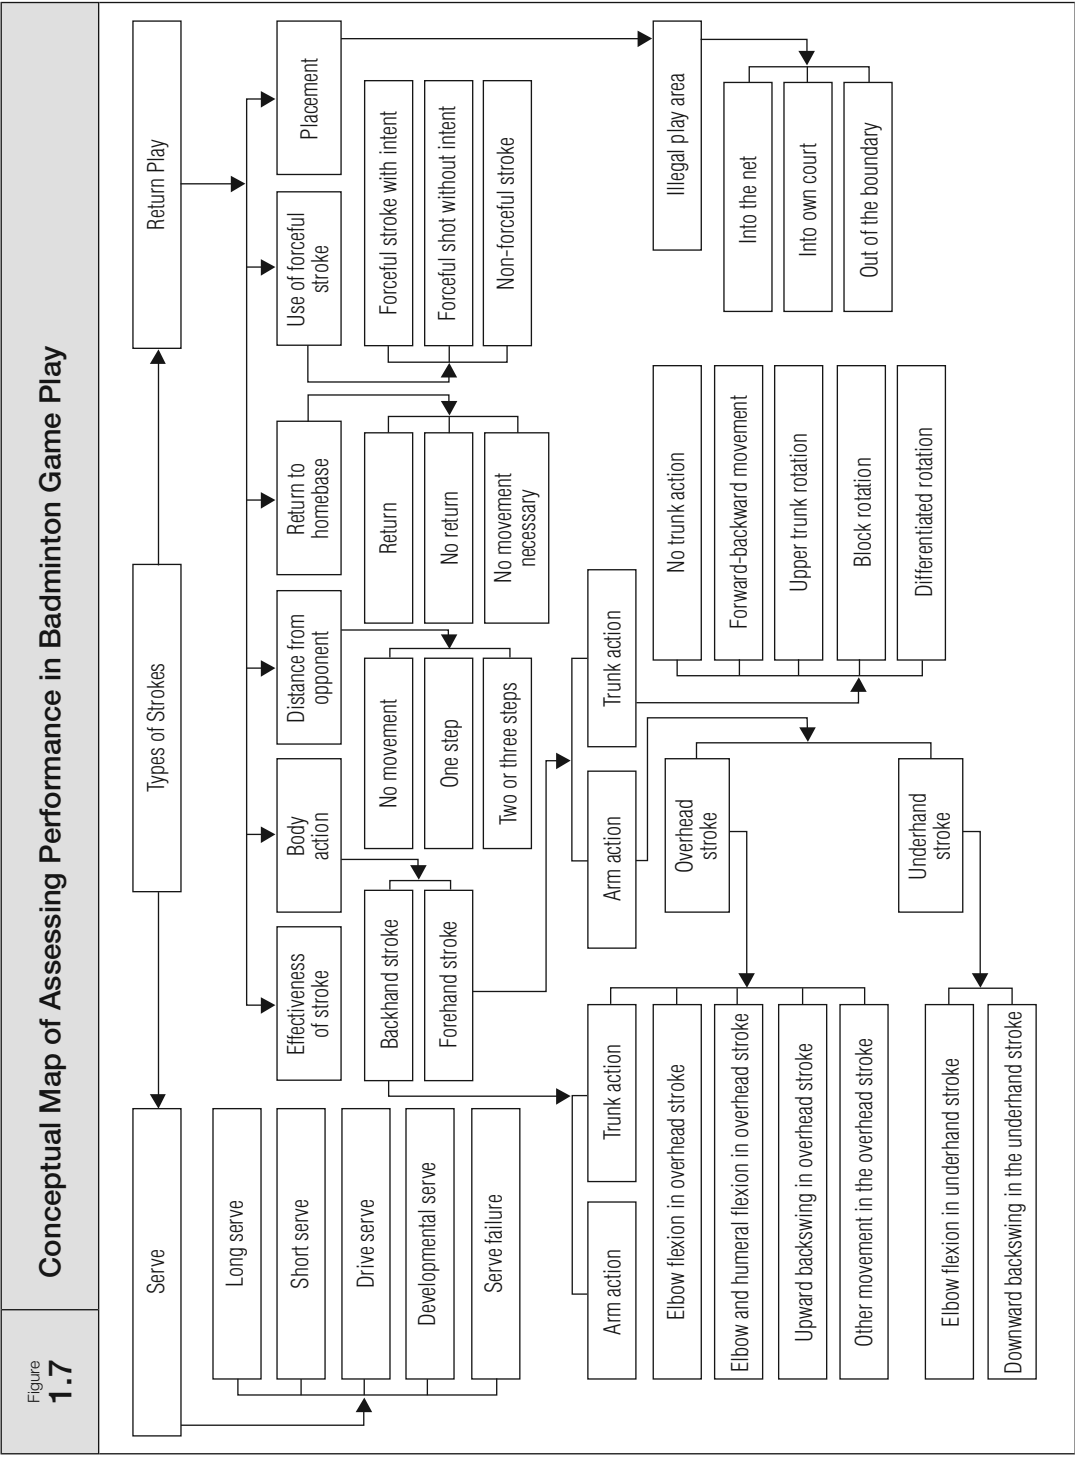 Figure
1.7
Conceptual Map of Assessing Performance in Badminton Game Play
Types of Strokes
Serve
Return Play
Long serve
Short serve
Drive serve
Developmental serve
Serve failure
Effectiveness
of stroke
Body
action
Distance from
opponent
Return to
homebase
Use of forceful
stroke
Placement
Backhand stroke
Forehand stroke
No movement
One step
Two or three steps
Return
No return
No movement
necessary
Forceful stroke with intent
Forceful shot without intent
Non-forceful stroke
Illegal play area
Into the net
Into own court
Out of the boundary
Arm action
Trunk action
Arm action
Trunk action
Elbow flexion in overhead stroke
Elbow and humeral flexion in overhead stroke
Upward backswing in overhead stroke
Other movement in the overhead stroke
Elbow flexion in underhand stroke
Downward backswing in the underhand stroke
Overhead
stroke
Underhand
stroke
No trunk action
Forward-backward movement
Upper trunk rotation
Block rotation
Differentiated rotation